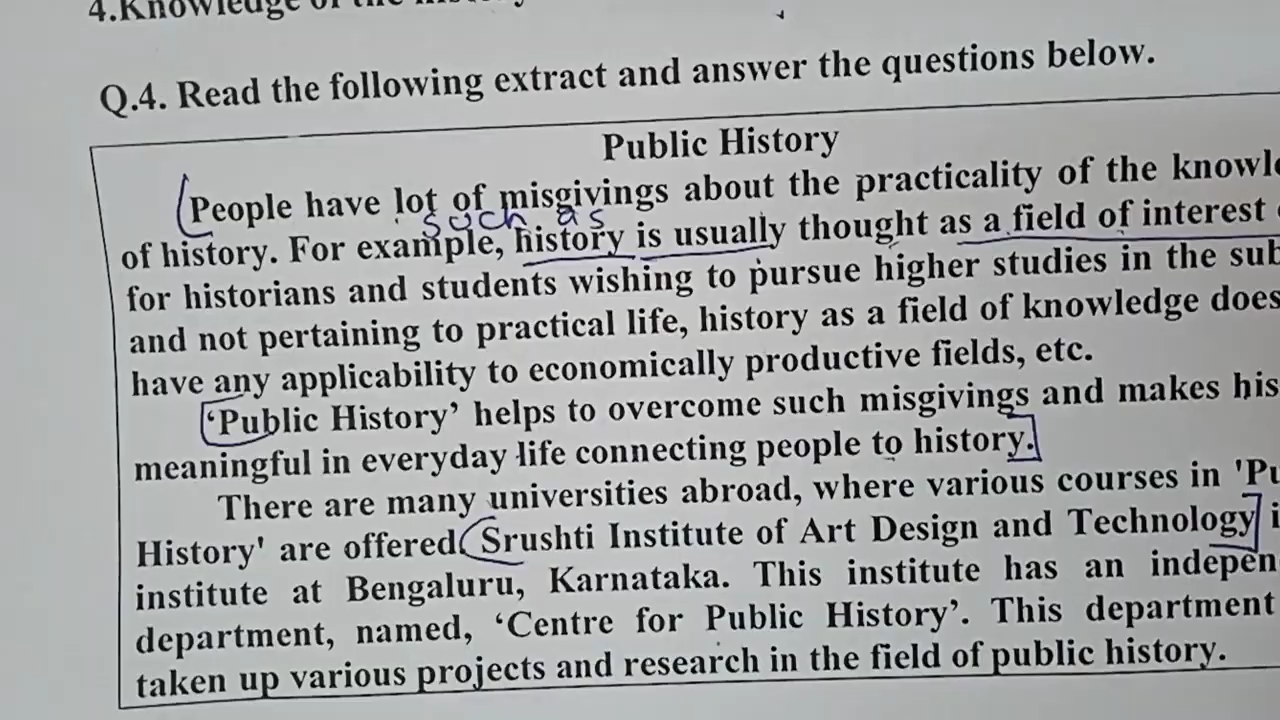 4.Knowledge of the history
Q.4. Read the following extract and answer the questions below.
Public History
People have lot of misgivings about the practicality of the knowle
such as
of history. For example, history is usually thought as a field of interest
for historians and students wishing to pursue higher studies in the sub
and not pertaining to practical life, history as a field of knowledge does
have any applicability to economically productive fields, etc.
'Public History' helps to overcome such misgivings and makes his
meaningful in everyday life connecting people to history.
There are many universities abroad, where various courses in 'Pu
History' are offered. Srushti Institute of Art Design and Technology i
institute at Bengaluru, Karnataka. This institute has an indepen
department, named, 'Centre for Public History'. This department
taken up various projects and research in the field of public history.